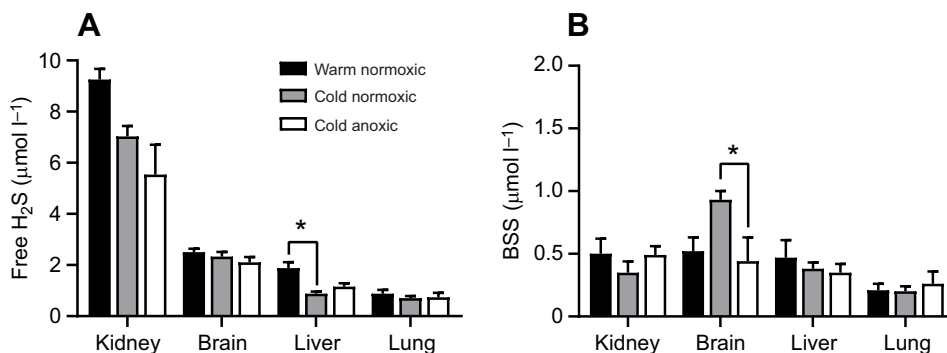 A
Free H₂S (μmol l⁻¹)
10
8
6
4
2
0
Warm normoxic
Cold normoxic
Cold anoxic
*
Kidney Brain Liver Lung
B
BSS (μmol l⁻¹)
2.0
1.5
1.0
0.5
0
*
Kidney Brain Liver Lung